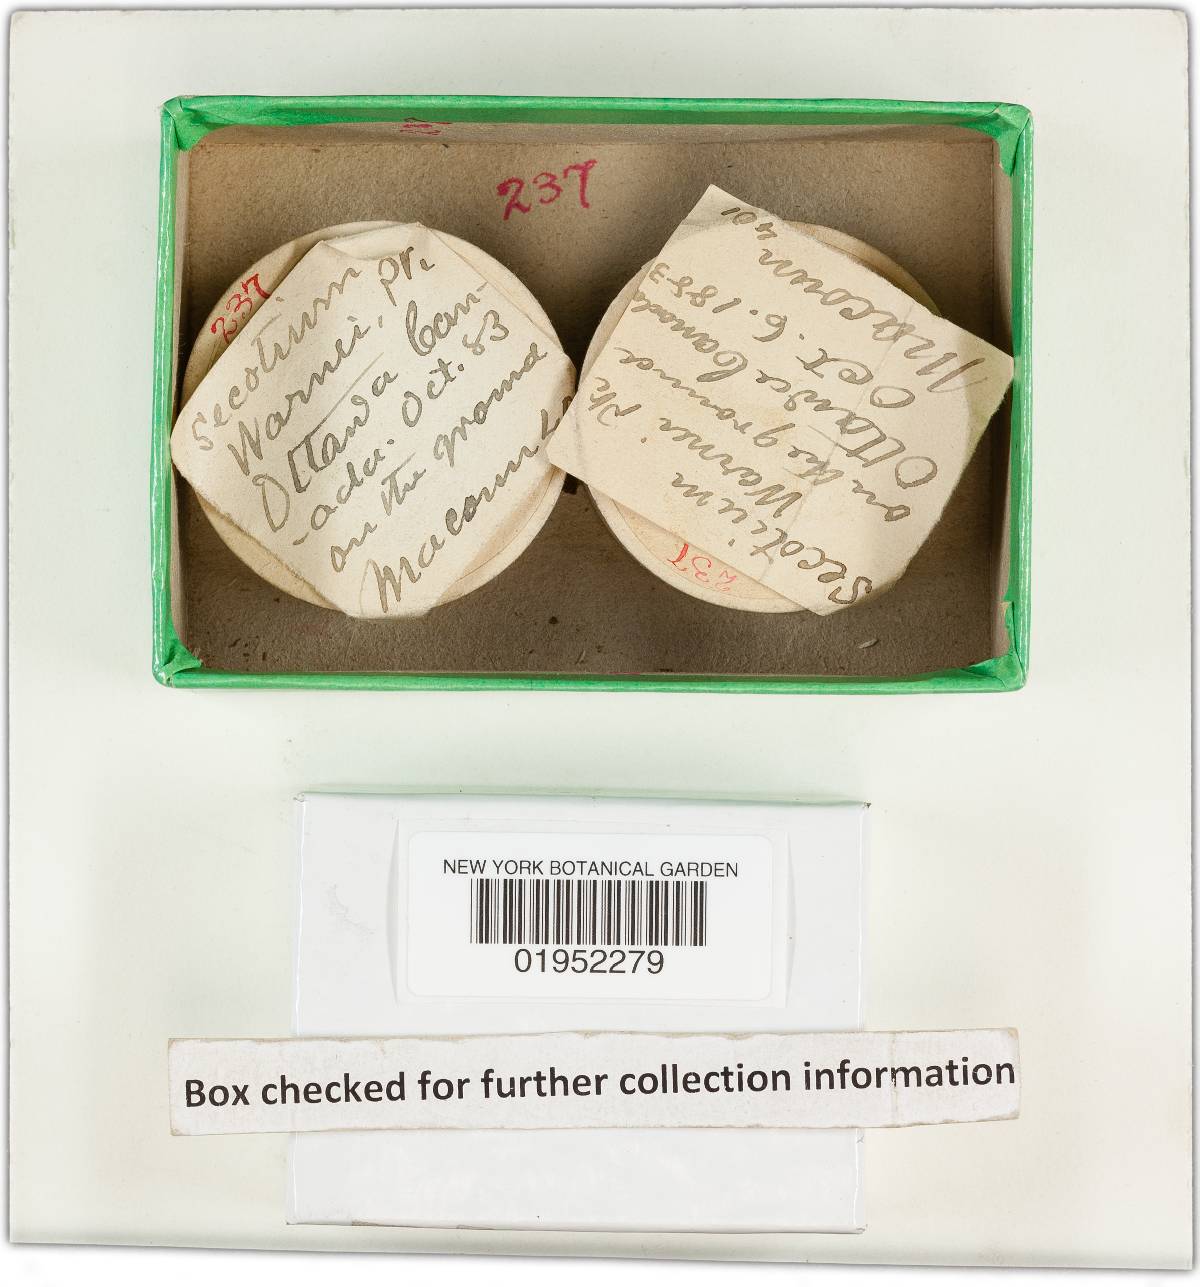 237
237
Secotium
Warnei, Pk.
Ottawa Can-
-ada. Oct. 83
on the ground
Macoun
Secotium
Warnei Pk
on the ground
Ottawa Canada
Oct. 6. 1883
Macoun 401
237
NEW YORK BOTANICAL GARDEN
01952279
Box checked for further collection information